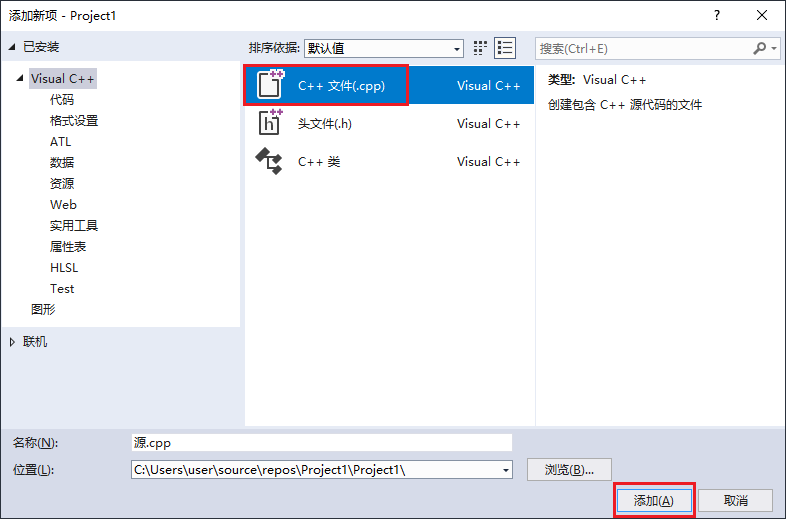 添加新项 - Project1
?
已安装
排序依据: 默认值
搜索(Ctrl+E)
Visual C++
代码
格式设置
ATL
数据
资源
Web
实用工具
属性表
HLSL
Test
图形
联机
C++ 文件(.cpp) Visual C++
头文件(.h) Visual C++
C++ 类 Visual C++
类型: Visual C++
创建包含 C++ 源代码的文件
名称(N): 源.cpp
位置(L): C:\Users\user\source\repos\Project1\Project1\ 浏览(B)...
添加(A) 取消